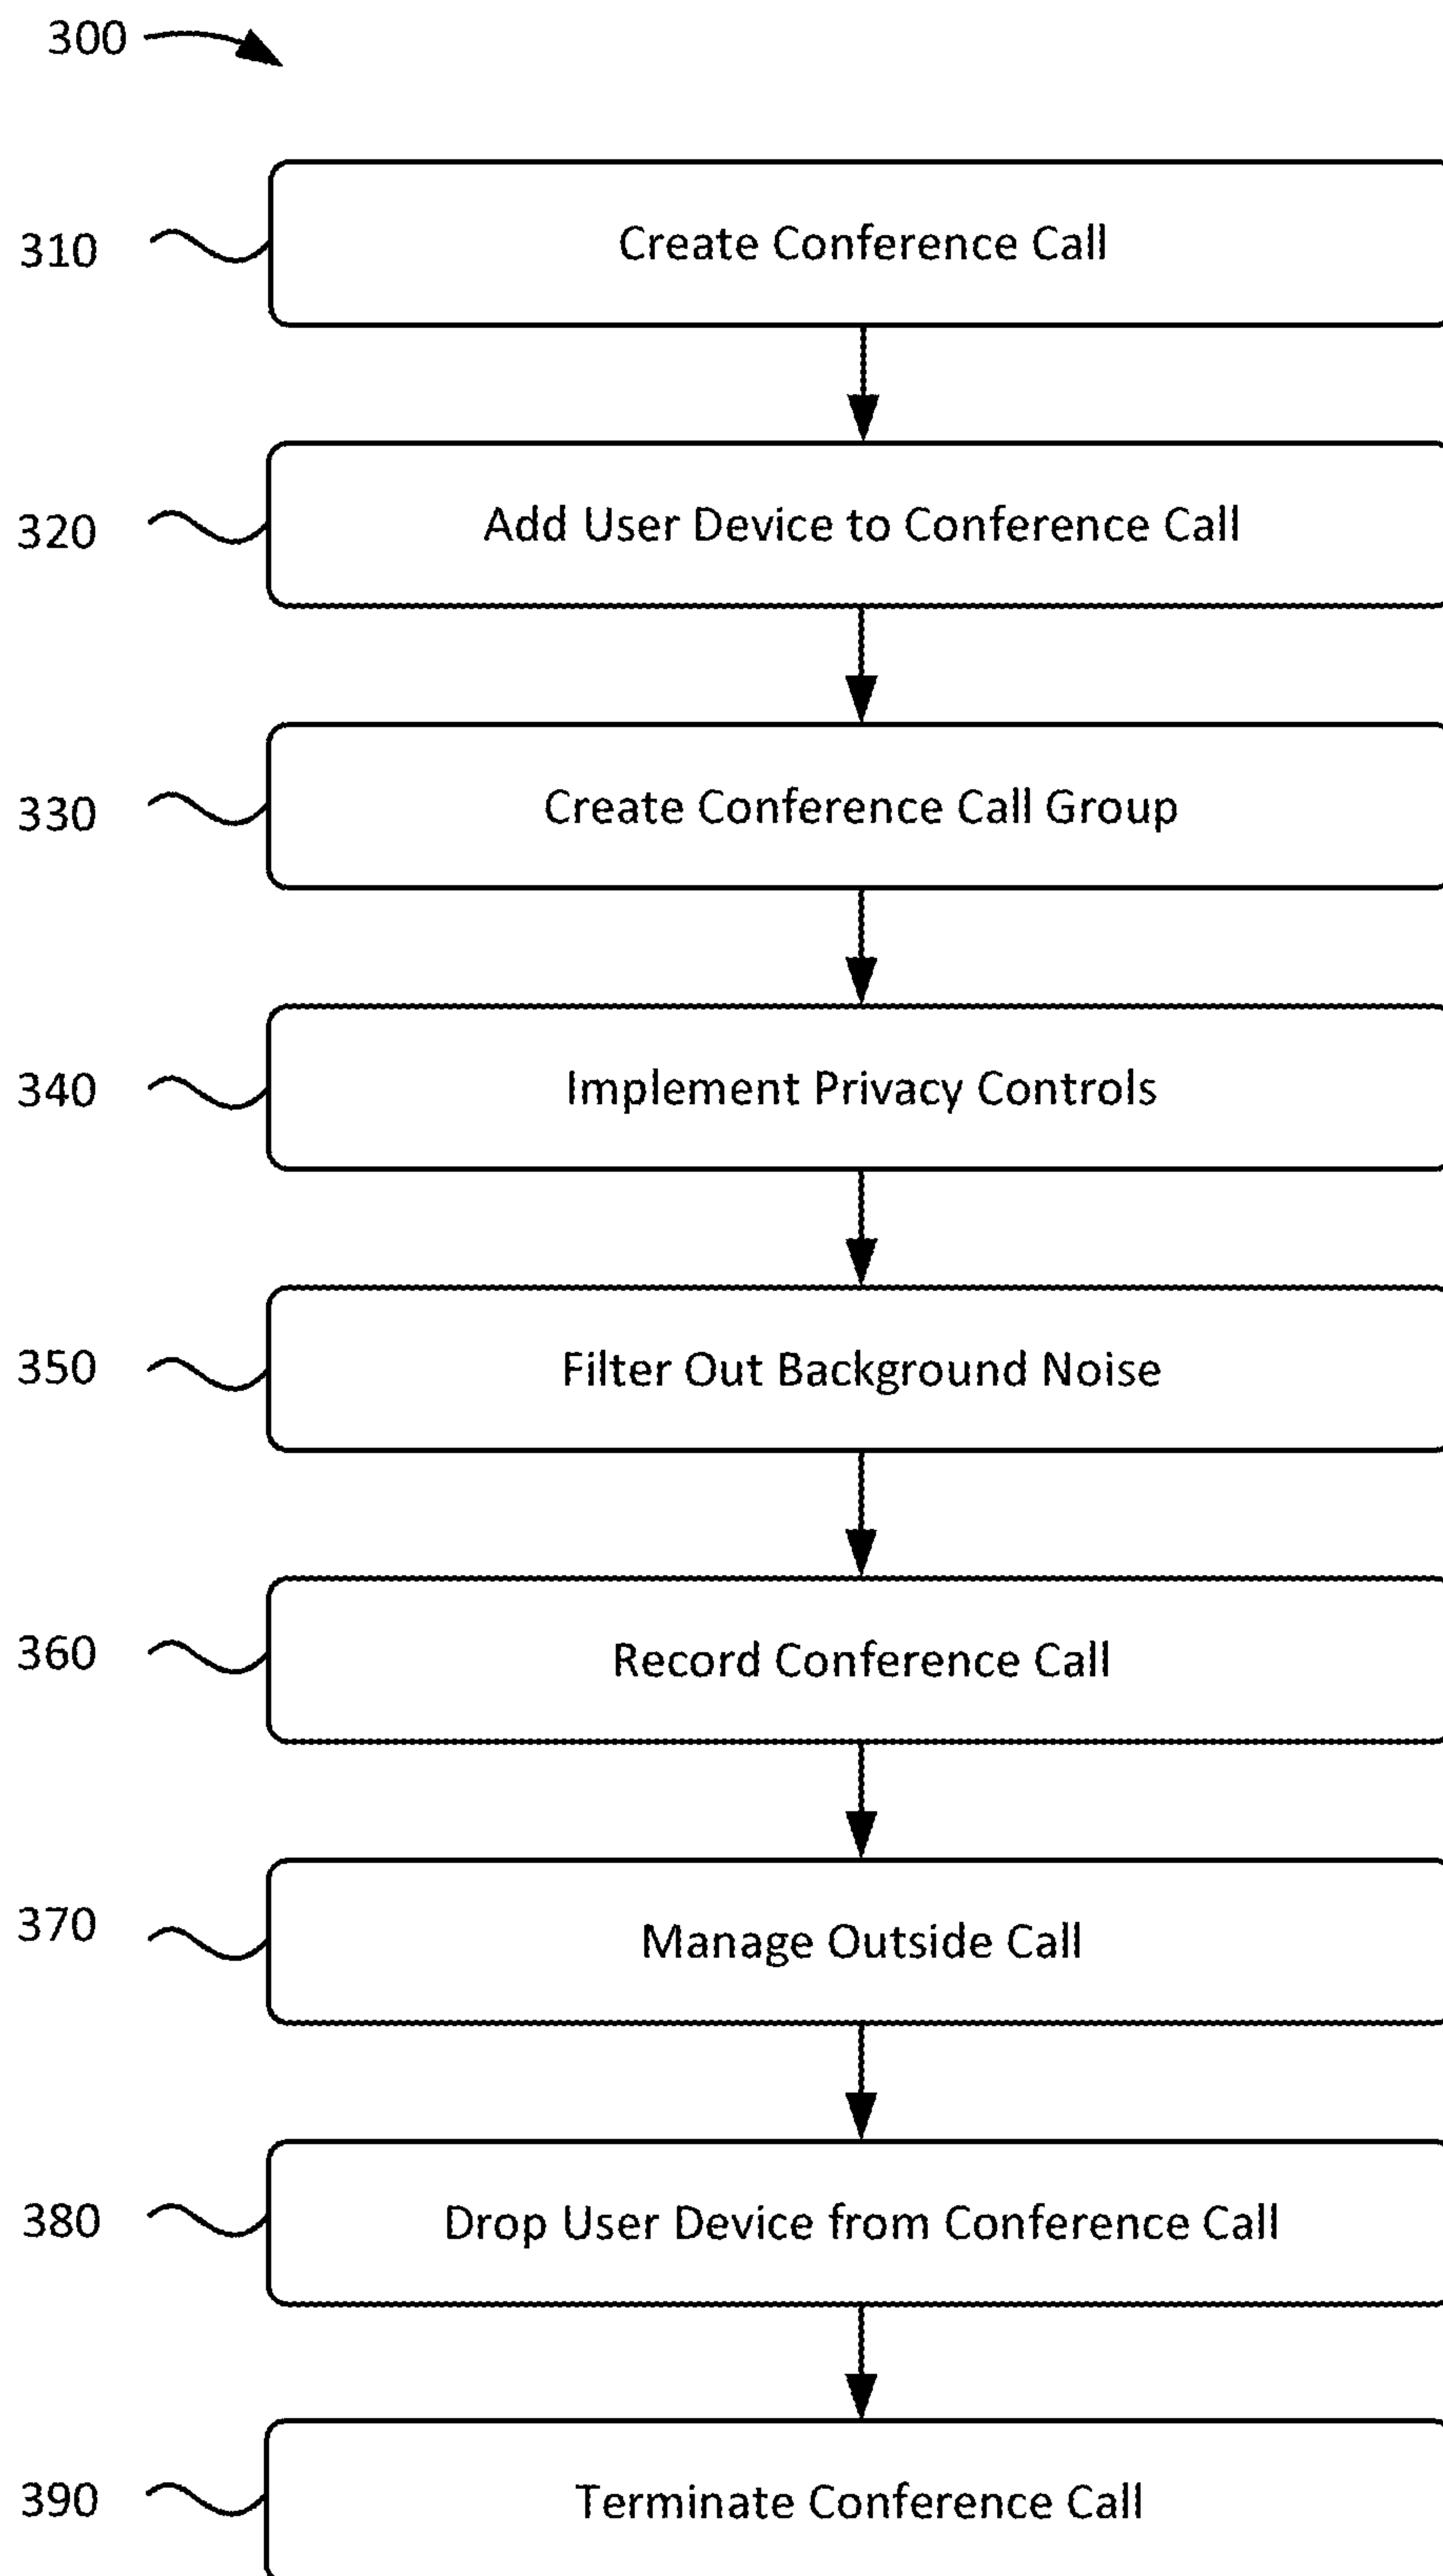 300
310 Create Conference Call
320 Add User Device to Conference Call
330 Create Conference Call Group
340 Implement Privacy Controls
350 Filter Out Background Noise
360 Record Conference Call
370 Manage Outside Call
380 Drop User Device from Conference Call
390 Terminate Conference Call